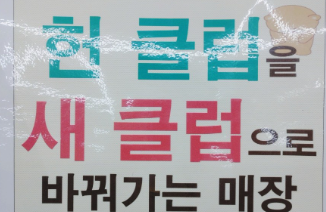 헌 클럽을
새 클럽으로
바꿔가는 매장